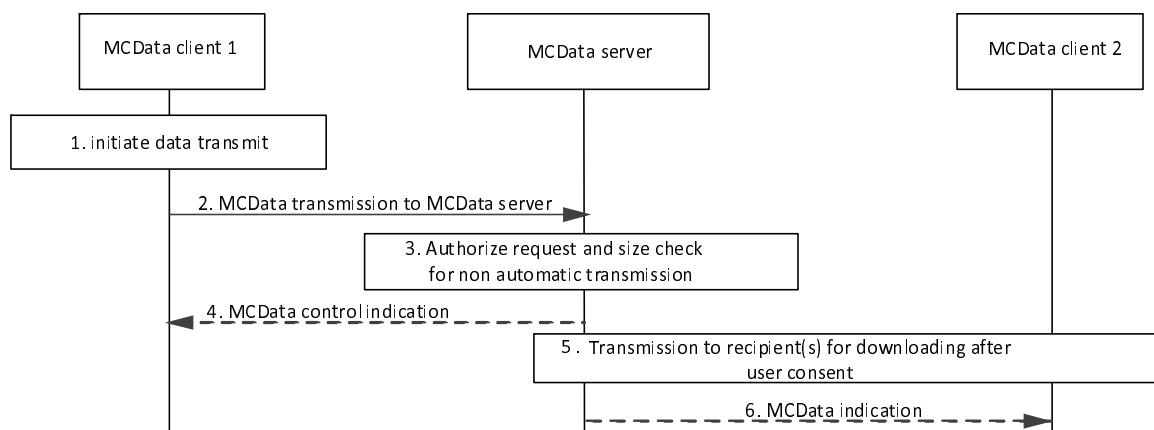 MCData client 1
MCData server
MCData client 2
1. initiate data transmit
2. MCData transmission to MCData server
3. Authorize request and size check
for non automatic transmission
4. MCData control indication
5 . Transmission to recipient(s) for downloading after
user consent
6. MCData indication